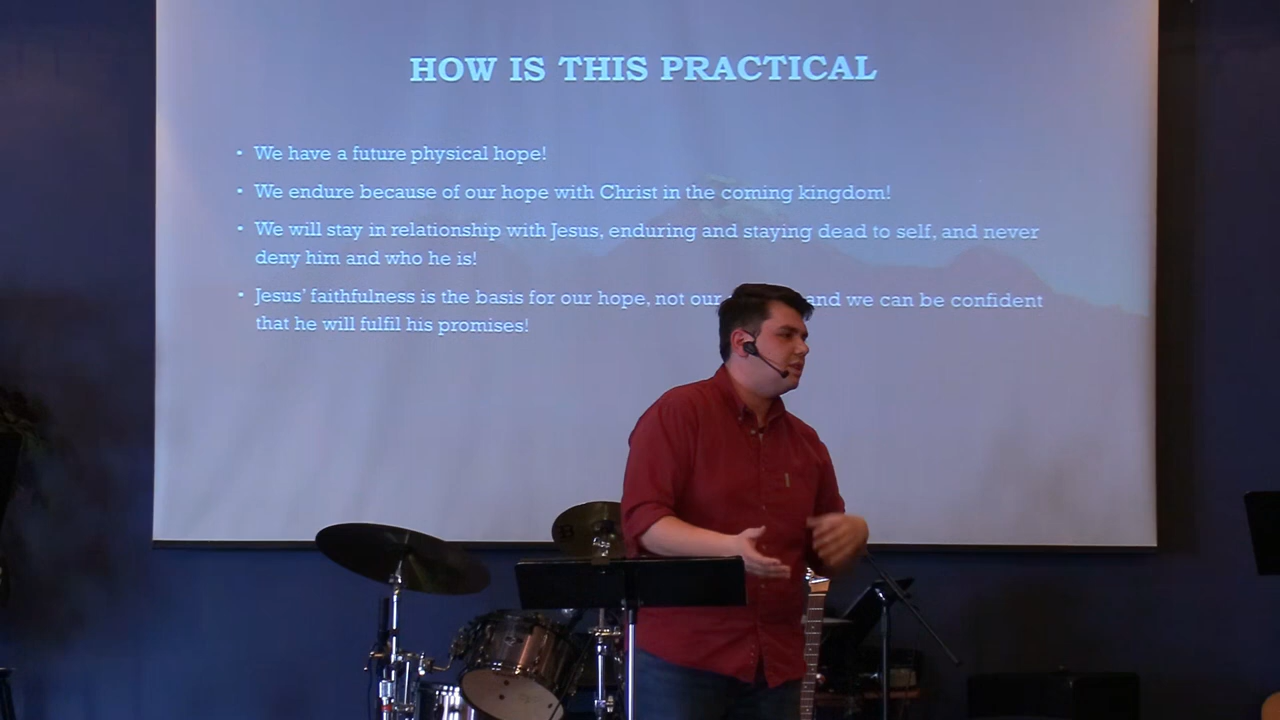 HOW IS THIS PRACTICAL
· We have a future physical hope!
· We endure because of our hope with Christ in the coming kingdom!
· We will stay in relationship with Jesus, enduring and staying dead to self, and never
deny him and who he is!
· Jesus' faithfulness is the basis for our hope, not our and we can be confident
that he will fulfil his promises!